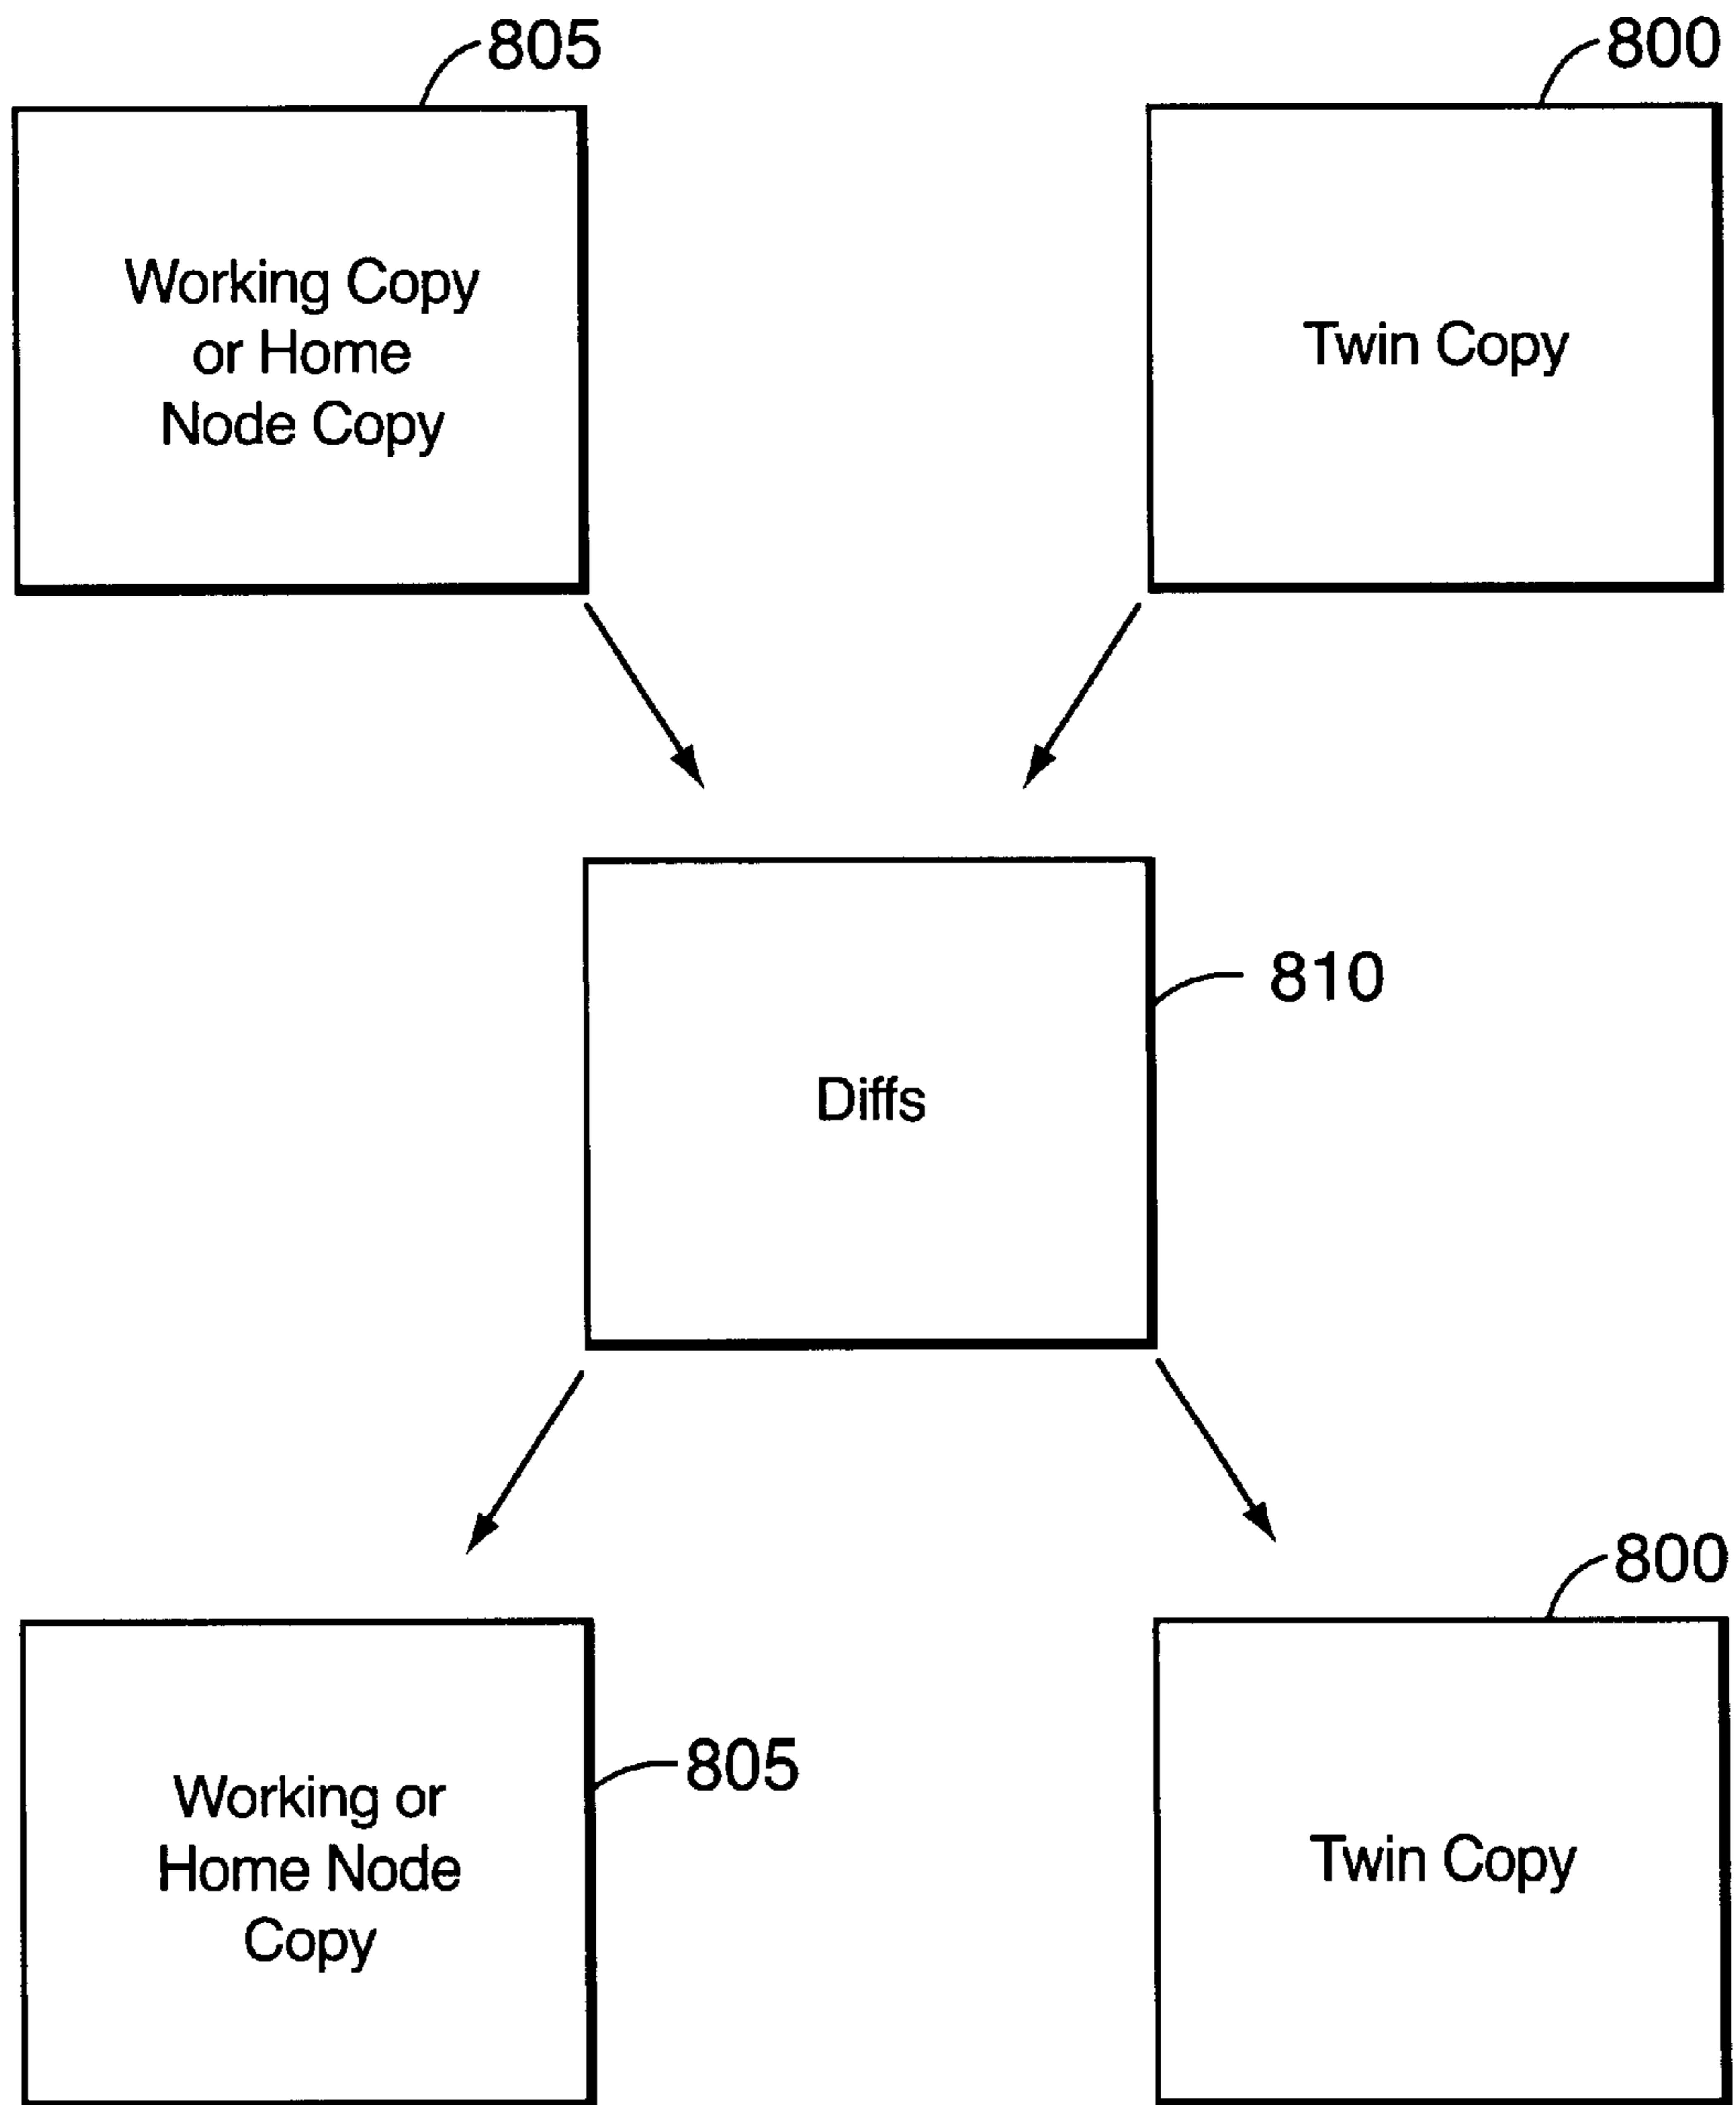 805
800
Working Copy
or Home
Node Copy
Twin Copy
810
Diffs
800
805
Working or
Home Node
Copy
Twin Copy